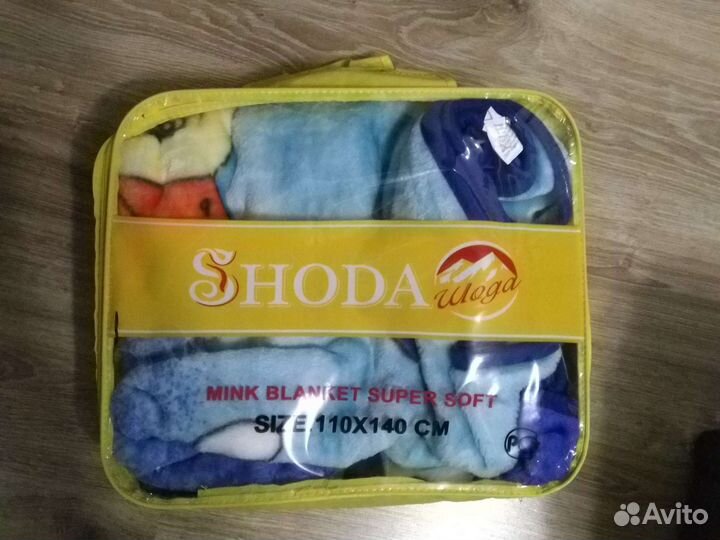 SHODA
Шода
MINK BLANKET SUPER SOFT
SIZE:110X140 CM
Avito